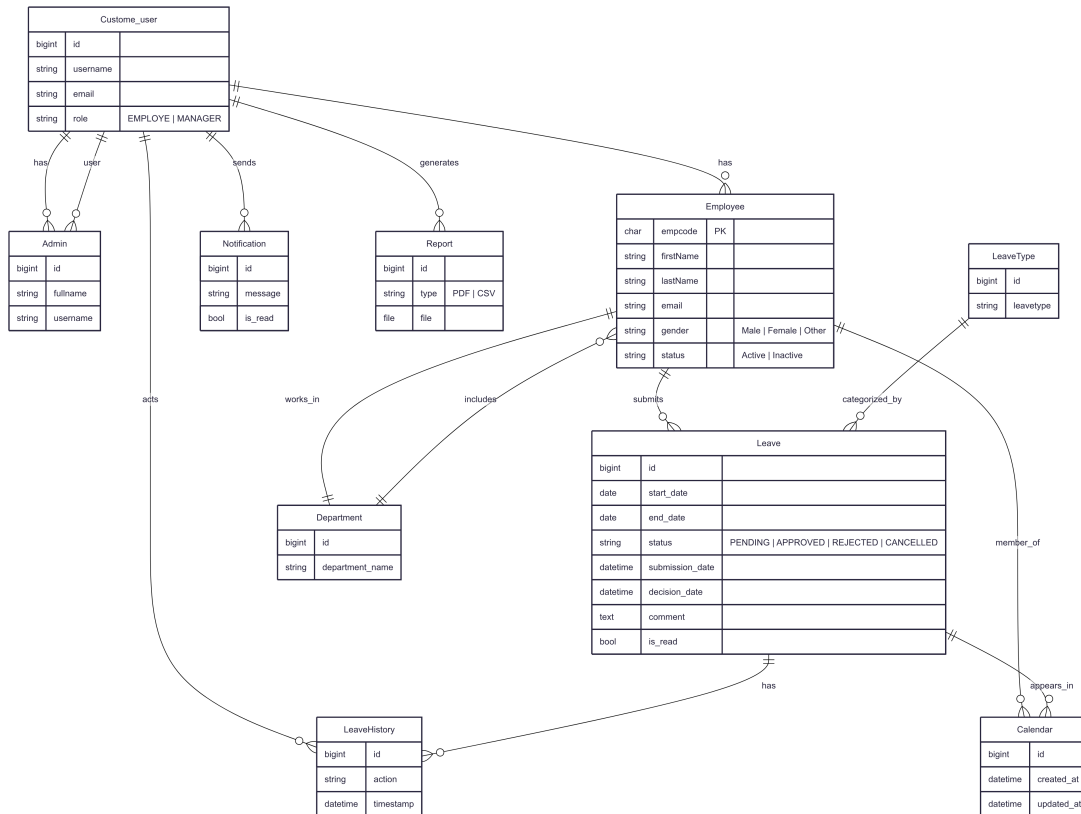 Custome_user
bigint id
string username
string email
string role EMPLOYE | MANAGER
has
user
sends
generates
has
acts
Admin
bigint id
string fullname
string username
Notification
bigint id
string message
bool is_read
Report
bigint id
string type PDF | CSV
file file
Employee
char empcode PK
string firstName
string lastName
string email
string gender Male | Female | Other
string status Active | Inactive
LeaveType
bigint id
string leavetype
works_in
includes
submits
categorized_by
Department
bigint id
string department_name
Leave
bigint id
date start_date
date end_date
string status PENDING | APPROVED | REJECTED | CANCELLED
datetime submission_date
datetime decision_date
text comment
bool is_read
member_of
has
appears_in
LeaveHistory
bigint id
string action
datetime timestamp
Calendar
bigint id
datetime created_at
datetime updated_at